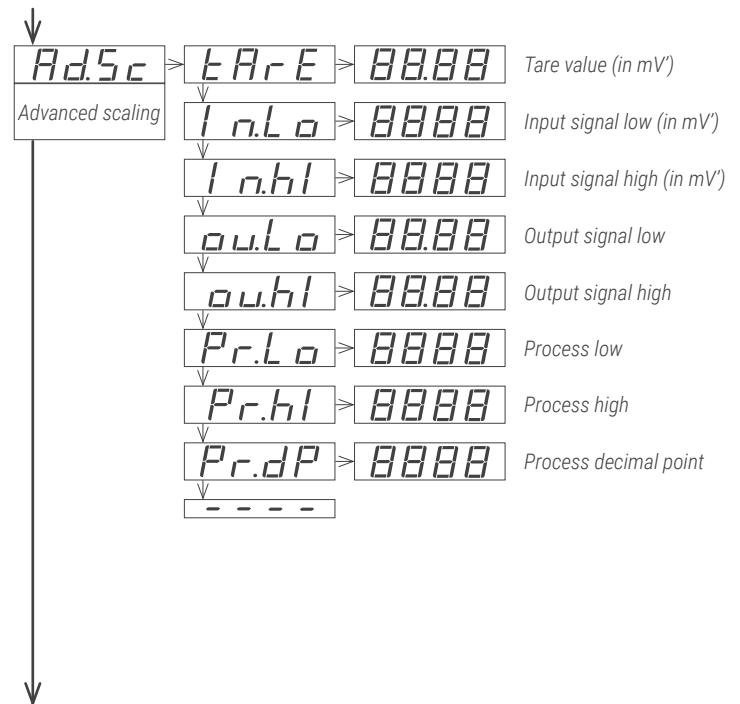 Ad.Sc tArE 88.88 Tare value (in mV')
Advanced scaling
In.Lo 8888 Input signal low (in mV')
In.hI 8888 Input signal high (in mV')
ou.Lo 88.88 Output signal low
ou.hI 88.88 Output signal high
Pr.Lo 8888 Process low
Pr.hI 8888 Process high
Pr.dP 8888 Process decimal point
----